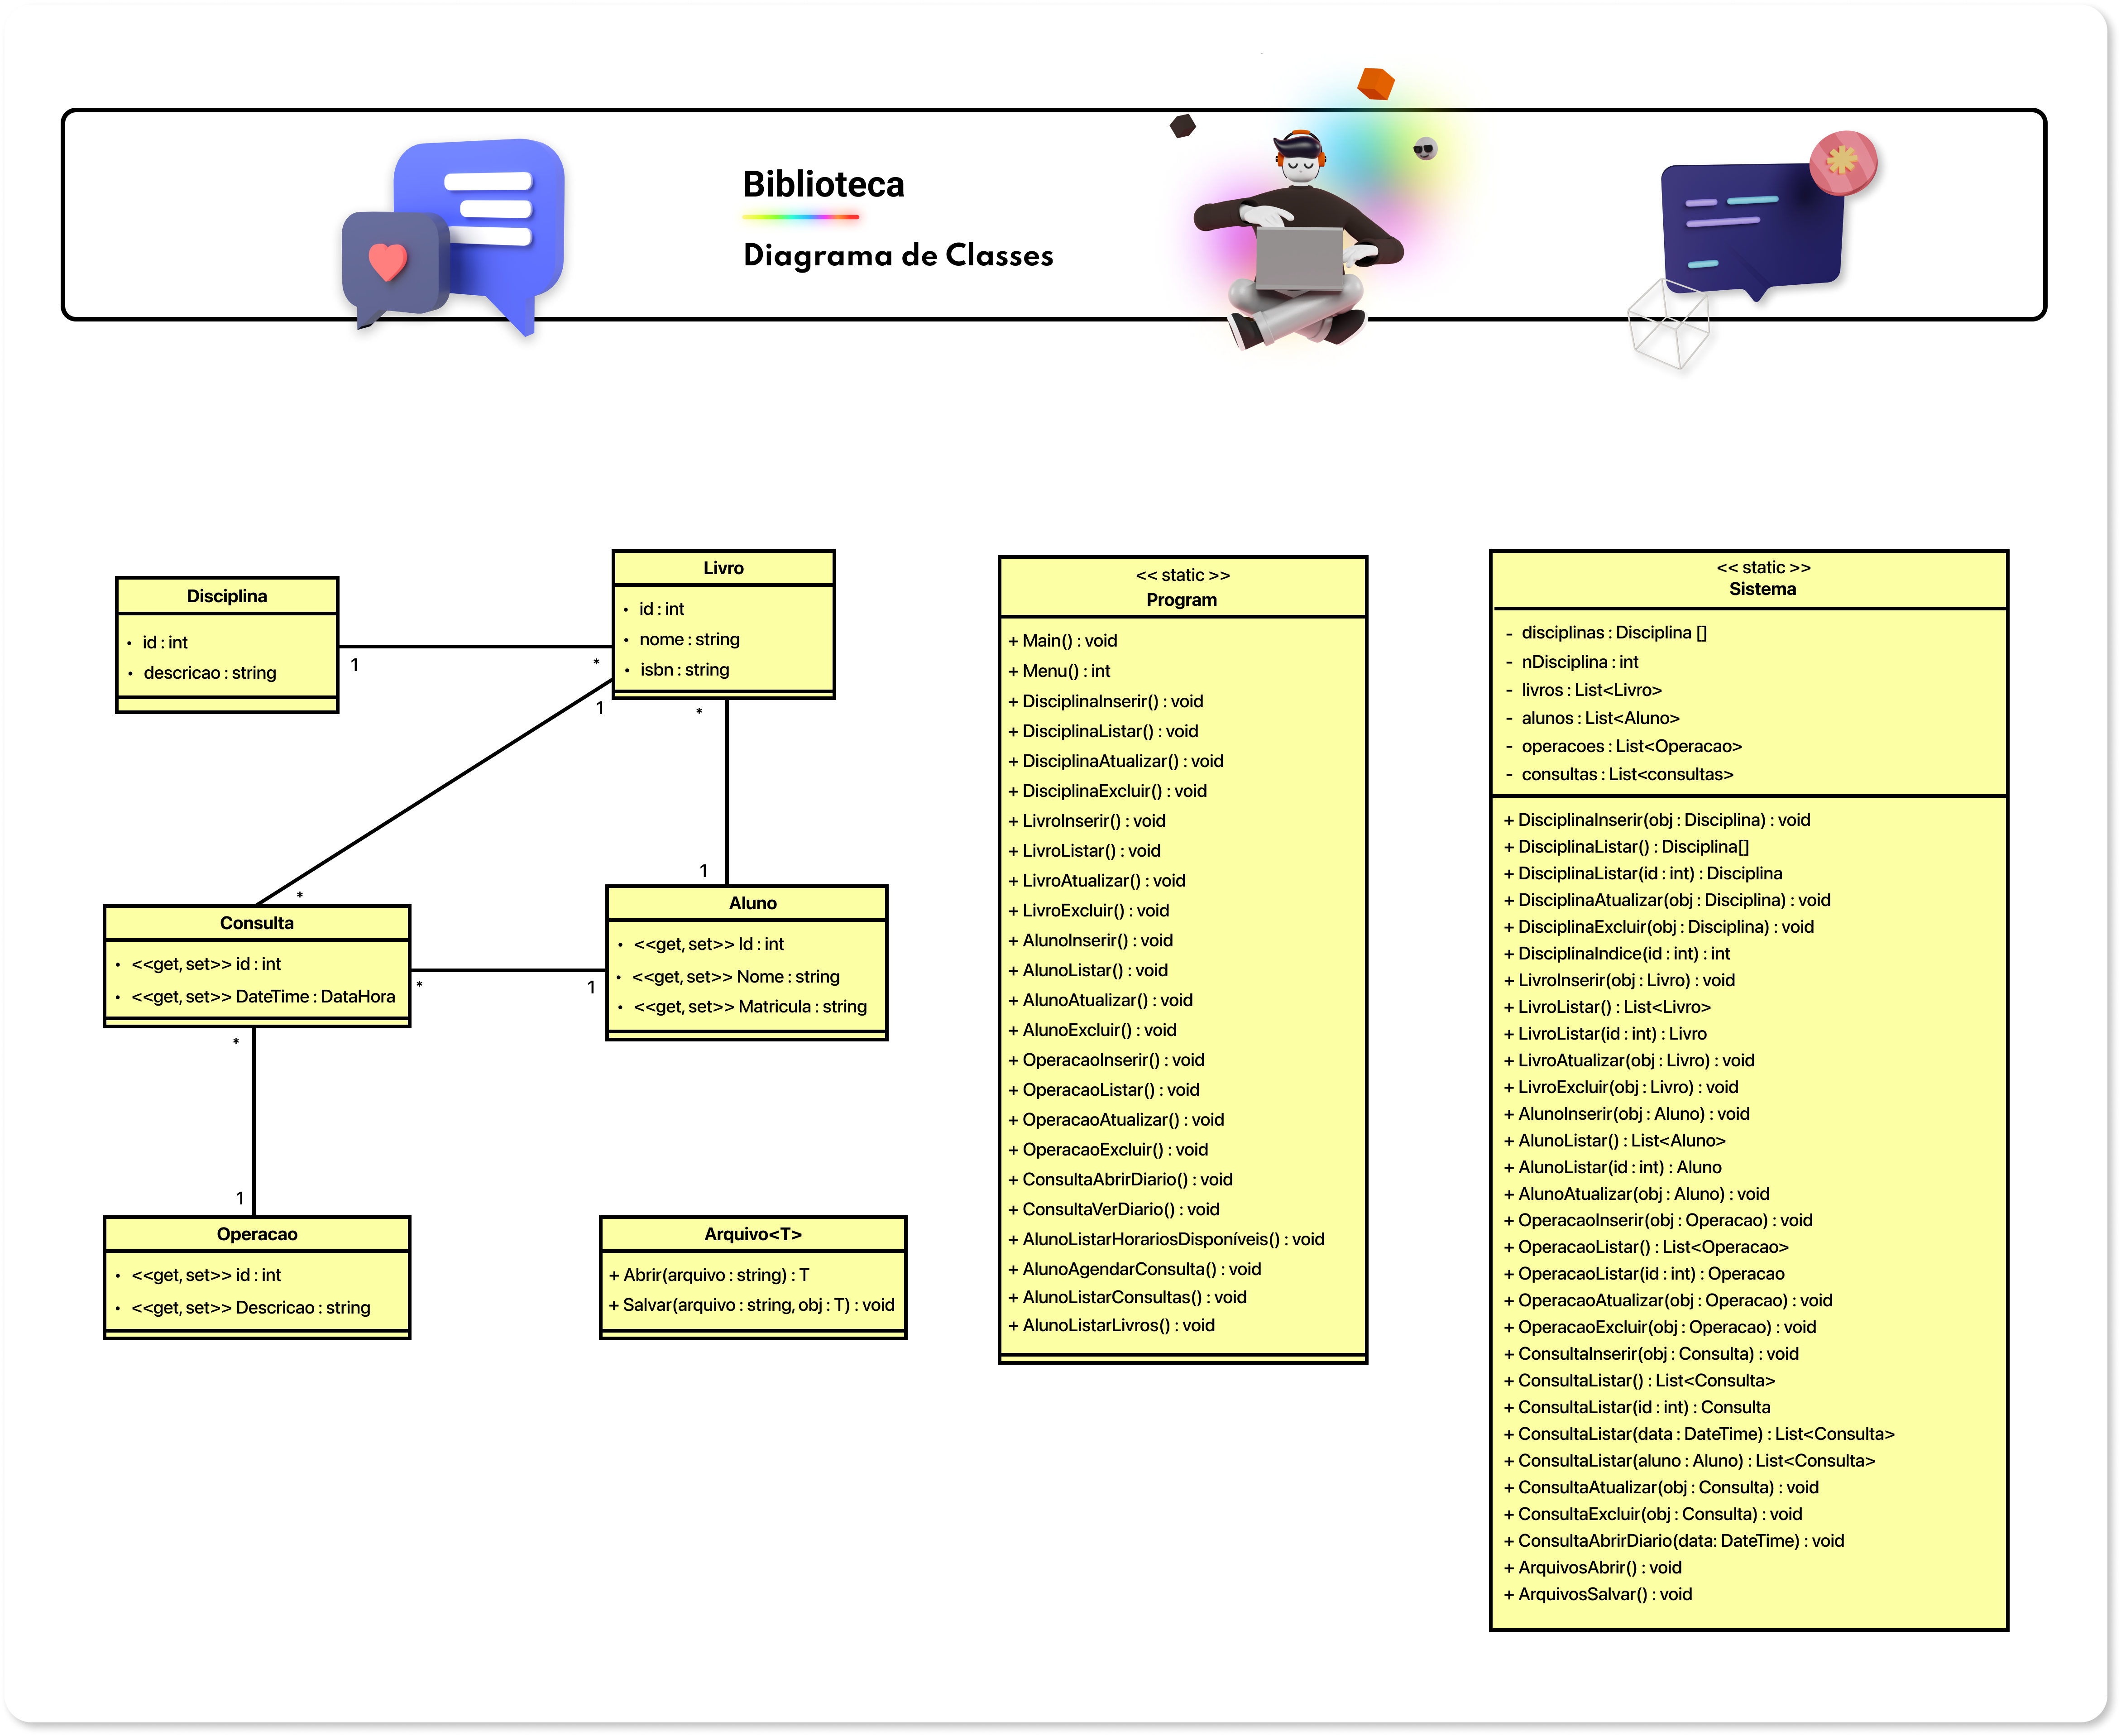 Biblioteca
Diagrama de Classes
Disciplina
• id : int
• descricao : string
1
*
Livro
• id : int
• nome : string
• isbn : string
1
*
*
1
Consulta
• <<get, set>> id : int
• <<get, set>> DateTime : DataHora
*
1
Aluno
• <<get, set>> Id : int
• <<get, set>> Nome : string
• <<get, set>> Matricula : string
*
1
Operacao
• <<get, set>> id : int
• <<get, set>> Descricao : string
Arquivo<T>
+ Abrir(arquivo : string) : T
+ Salvar(arquivo : string, obj : T) : void
<< static >>
Program
+ Main() : void
+ Menu() : int
+ DisciplinaInserir() : void
+ DisciplinaListar() : void
+ DisciplinaAtualizar() : void
+ DisciplinaExcluir() : void
+ LivroInserir() : void
+ LivroListar() : void
+ LivroAtualizar() : void
+ LivroExcluir() : void
+ AlunoInserir() : void
+ AlunoListar() : void
+ AlunoAtualizar() : void
+ AlunoExcluir() : void
+ OperacaoInserir() : void
+ OperacaoListar() : void
+ OperacaoAtualizar() : void
+ OperacaoExcluir() : void
+ ConsultaAbrirDiario() : void
+ ConsultaVerDiario() : void
+ AlunoListarHorariosDisponíveis() : void
+ AlunoAgendarConsulta() : void
+ AlunoListarConsultas() : void
+ AlunoListarLivros() : void
<< static >>
Sistema
- disciplinas : Disciplina []
- nDisciplina : int
- livros : List<Livro>
- alunos : List<Aluno>
- operacoes : List<Operacao>
- consultas : List<consultas>
+ DisciplinaInserir(obj : Disciplina) : void
+ DisciplinaListar() : Disciplina[]
+ DisciplinaListar(id : int) : Disciplina
+ DisciplinaAtualizar(obj : Disciplina) : void
+ DisciplinaExcluir(obj : Disciplina) : void
+ DisciplinaIndice(id : int) : int
+ LivroInserir(obj : Livro) : void
+ LivroListar() : List<Livro>
+ LivroListar(id : int) : Livro
+ LivroAtualizar(obj : Livro) : void
+ LivroExcluir(obj : Livro) : void
+ AlunoInserir(obj : Aluno) : void
+ AlunoListar() : List<Aluno>
+ AlunoListar(id : int) : Aluno
+ AlunoAtualizar(obj : Aluno) : void
+ OperacaoInserir(obj : Operacao) : void
+ OperacaoListar() : List<Operacao>
+ OperacaoListar(id : int) : Operacao
+ OperacaoAtualizar(obj : Operacao) : void
+ OperacaoExcluir(obj : Operacao) : void
+ ConsultaInserir(obj : Consulta) : void
+ ConsultaListar() : List<Consulta>
+ ConsultaListar(id : int) : Consulta
+ ConsultaListar(data : DateTime) : List<Consulta>
+ ConsultaListar(aluno : Aluno) : List<Consulta>
+ ConsultaAtualizar(obj : Consulta) : void
+ ConsultaExcluir(obj : Consulta) : void
+ ConsultaAbrirDiario(data: DateTime) : void
+ ArquivosAbrir() : void
+ ArquivosSalvar() : void